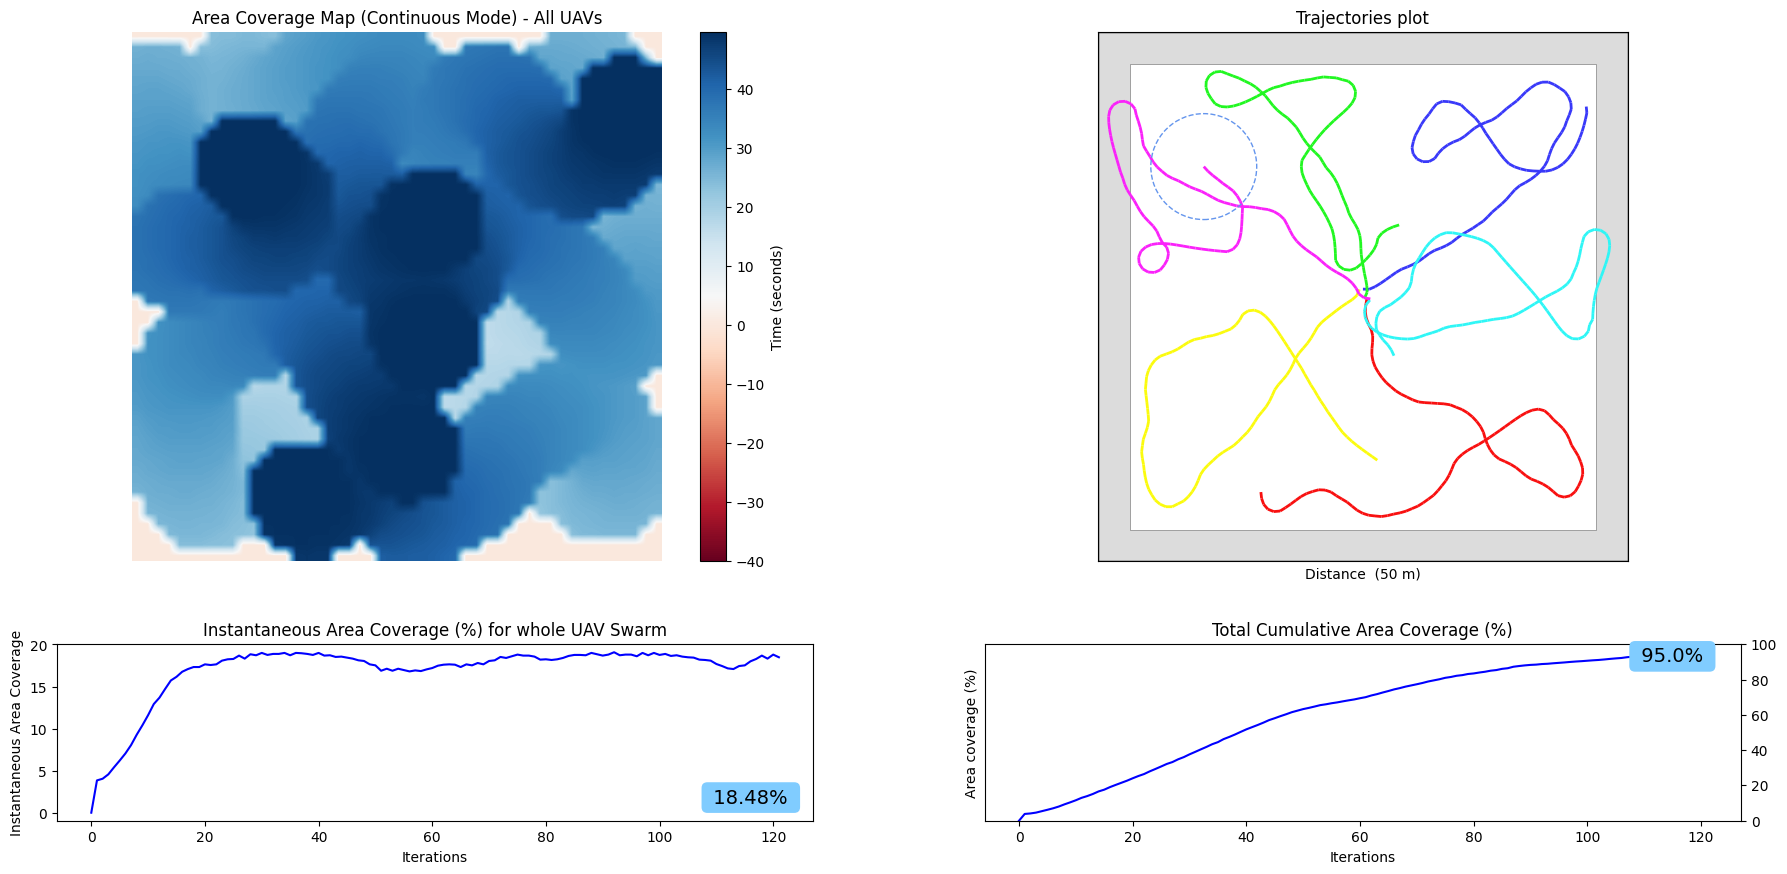 Area Coverage Map (Continuous Mode) - All UAVs
40
30
20
10
0
−10
−20
−30
−40
Time (seconds)
Trajectories plot
Distance  (50 m)
Instantaneous Area Coverage (%) for whole UAV Swarm
Instantaneous Area Coverage
20
15
10
5
0
18.48%
0 20 40 60 80 100 120
Iterations
Total Cumulative Area Coverage (%)
Area coverage (%)
95.0%
100
80
60
40
20
0
0 20 40 60 80 100 120
Iterations